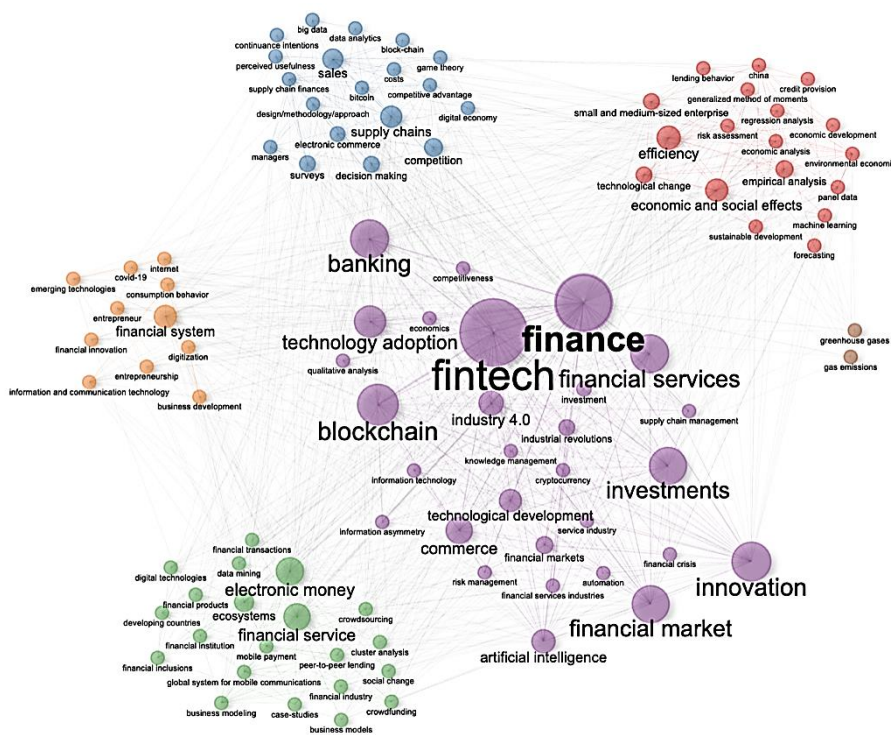 big data
data analytics
continuance intentions
block-chain
perceived usefulness
sales
game theory
supply chain finances
costs
bitcoin
competitive advantage
design/methodology/approach
supply chains
digital economy
electronic commerce
managers
competition
surveys
decision making
lending behavior
china
credit provision
generalized method of moments
small and medium-sized enterprise
regression analysis
risk assessment
economic development
efficiency
economic analysis
environmental economi
technological change
empirical analysis
economic and social effects
panel data
machine learning
sustainable development
forecasting
internet
covid-19
emerging technologies
consumption behavior
entrepreneur
financial system
financial innovation
digitization
entrepreneurship
information and communication technology
business development
greenhouse gases
gas emissions
banking
competitiveness
technology adoption
economics
finance
qualitative analysis
fintech
financial services
blockchain
industry 4.0
investment
supply chain management
industrial revolutions
knowledge management
information technology
cryptocurrency
investments
technological development
information asymmetry
service industry
commerce
financial markets
financial crisis
innovation
risk management
automation
financial services industries
financial market
artificial intelligence
financial transactions
digital technologies
data mining
electronic money
financial products
ecosystems
developing countries
crowdsourcing
financial service
financial institution
mobile payment
cluster analysis
financial inclusions
peer-to-peer lending
global system for mobile communications
social change
financial industry
business modeling
case-studies
crowdfunding
business models